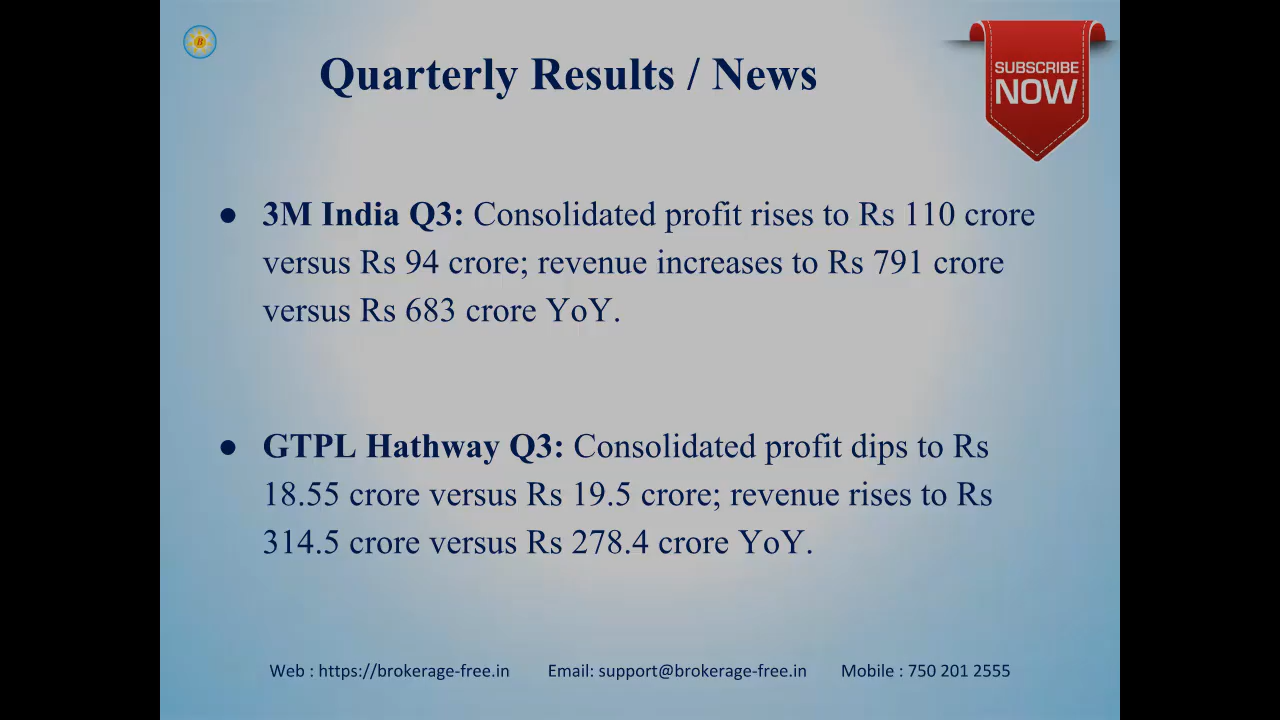 Quarterly Results / News
SUBSCRIBE
NOW
● 3M India Q3: Consolidated profit rises to Rs 110 crore
versus Rs 94 crore; revenue increases to Rs 791 crore
versus Rs 683 crore YoY.
● GTPL Hathway Q3: Consolidated profit dips to Rs
18.55 crore versus Rs 19.5 crore; revenue rises to Rs
314.5 crore versus Rs 278.4 crore YoY.
Web : https://brokerage-free.in Email: support@brokerage-free.in Mobile : 750 201 2555